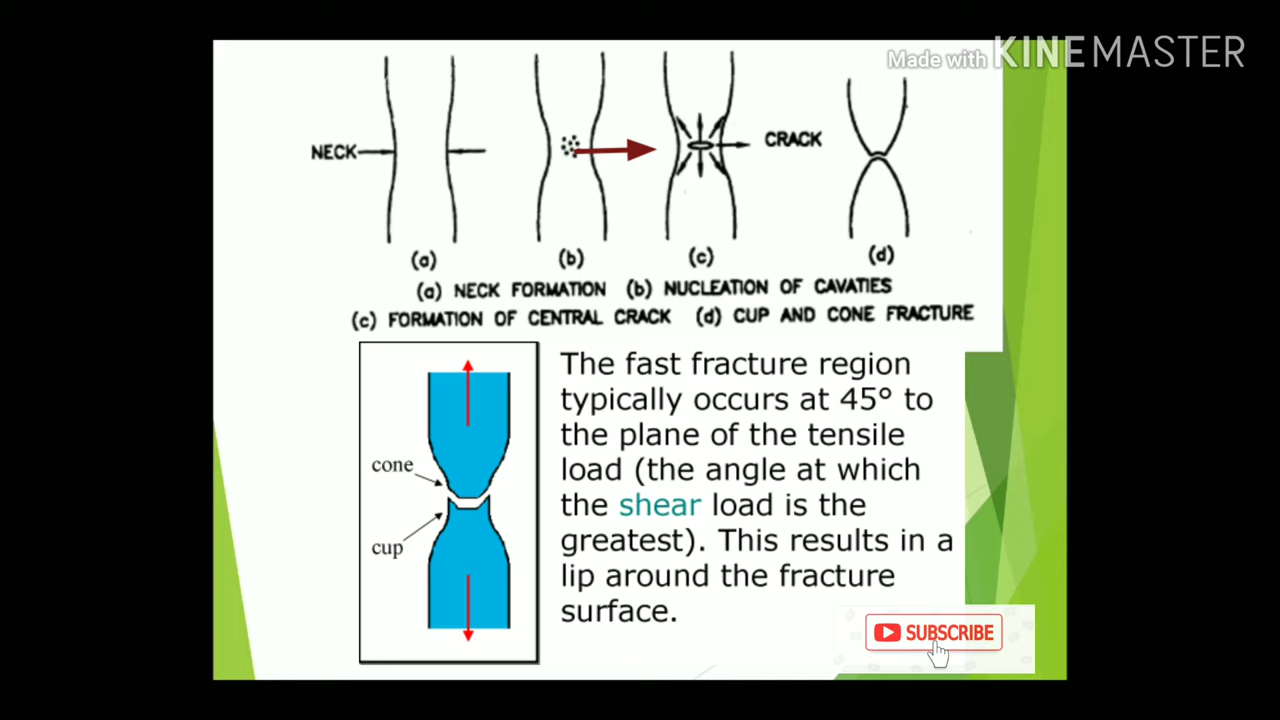 Made with KINEMASTER
NECK
CRACK
(a) (b) (c) (d)
(a) NECK FORMATION (b) NUCLEATION OF CAVATIES
(c) FORMATION OF CENTRAL CRACK (d) CUP AND CONE FRACTURE
cone
cup
The fast fracture region
typically occurs at 45° to
the plane of the tensile
load (the angle at which
the shear load is the
greatest). This results in a
lip around the fracture
surface.
SUBSCRIBE